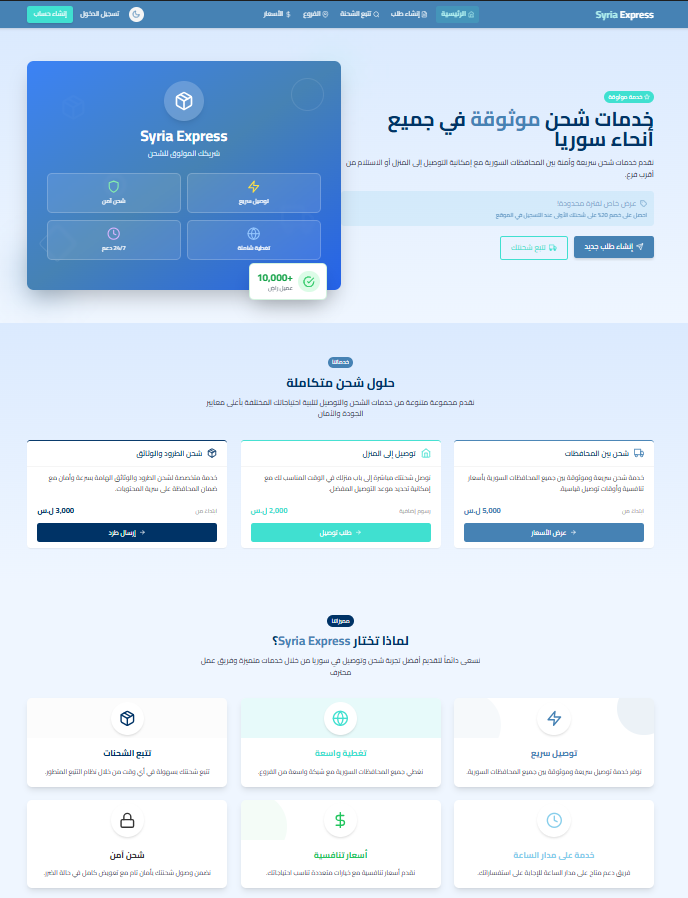 Syria Express
الرئيسية
إنشاء طلب
تتبع الشحنة
الفروع
الأسعار
تسجيل الدخول
إنشاء حساب
خدمة موثوقة
خدمات شحن موثوقة في جميع
أنحاء سوريا
نقدم خدمات شحن سريعة وآمنة بين المحافظات السورية مع إمكانية التوصيل إلى المنزل أو الاستلام من
أقرب فرع.
عرض خاص لفترة محدودة!
احصل على خصم 20% على شحنتك الأولى عند التسجيل في الموقع
إنشاء طلب جديد
تتبع شحنتك
Syria Express
شريكك الموثوق للشحن
توصيل سريع
شحن آمن
تغطية شاملة
24/7 دعم
+10,000
عميل راضٍ
خدماتنا
حلول شحن متكاملة
نقدم مجموعة متنوعة من خدمات الشحن والتوصيل لتلبية احتياجاتك المختلفة بأعلى معايير
الجودة والأمان
شحن بين المحافظات
خدمة شحن سريعة وموثوقة بين جميع المحافظات السورية بأسعار
تنافسية وأوقات توصيل قياسية.
ابتداءً من
5,000 ل.س
عرض الأسعار
توصيل إلى المنزل
نوصل شحنتك مباشرة إلى باب منزلك في الوقت المناسب لك مع
إمكانية تحديد موعد التوصيل المفضل.
رسوم إضافية
2,000 ل.س
طلب توصيل
شحن الطرود والوثائق
خدمة متخصصة لشحن الطرود والوثائق الهامة بسرعة وأمان مع
ضمان المحافظة على سرية المحتويات.
ابتداءً من
3,000 ل.س
إرسال طرد
مميزاتنا
لماذا تختار Syria Express؟
نسعى دائماً لتقديم أفضل تجربة شحن وتوصيل في سوريا من خلال خدمات متميزة وفريق عمل
محترف
توصيل سريع
نوفر خدمة توصيل سريعة وموثوقة بين جميع المحافظات السورية.
تغطية واسعة
نغطي جميع المحافظات السورية مع شبكة واسعة من الفروع.
تتبع الشحنات
تتبع شحنتك بسهولة في أي وقت من خلال نظام التتبع المتطور.
خدمة على مدار الساعة
فريق دعم متاح على مدار الساعة للإجابة على استفساراتك.
أسعار تنافسية
نقدم أسعار تنافسية مع خيارات متعددة تناسب احتياجاتك.
شحن آمن
نضمن وصول شحنتك بأمان تام مع تعويض كامل في حالة الضرر.